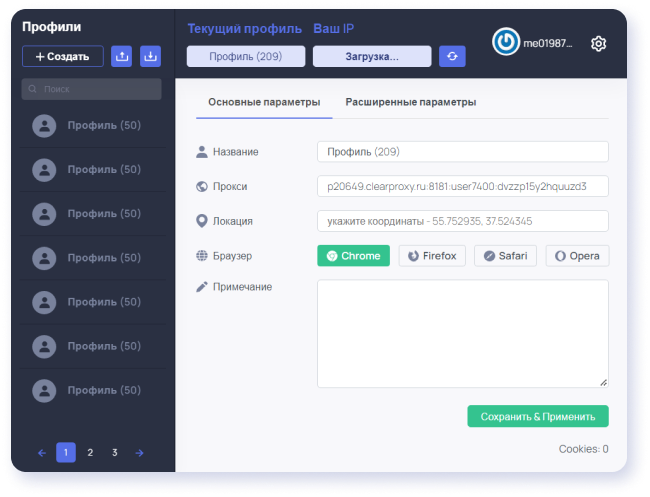 Профили
Создать
Поиск
Профиль (50)
Профиль (50)
Профиль (50)
Профиль (50)
Профиль (50)
Профиль (50)
Профиль (50)
1 2 3
Текущий профиль Ваш IP
Профиль (209) Загрузка...
me01987...
Основные параметры Расширенные параметры
Название Профиль (209)
Прокси p20649.clearproxy.ru:8181:user7400:dvzzp15y2hquuzd3
Локация укажите координаты - 55.752935, 37.524345
Браузер Chrome Firefox Safari Opera
Примечание
Сохранить & Применить
Cookies: 0